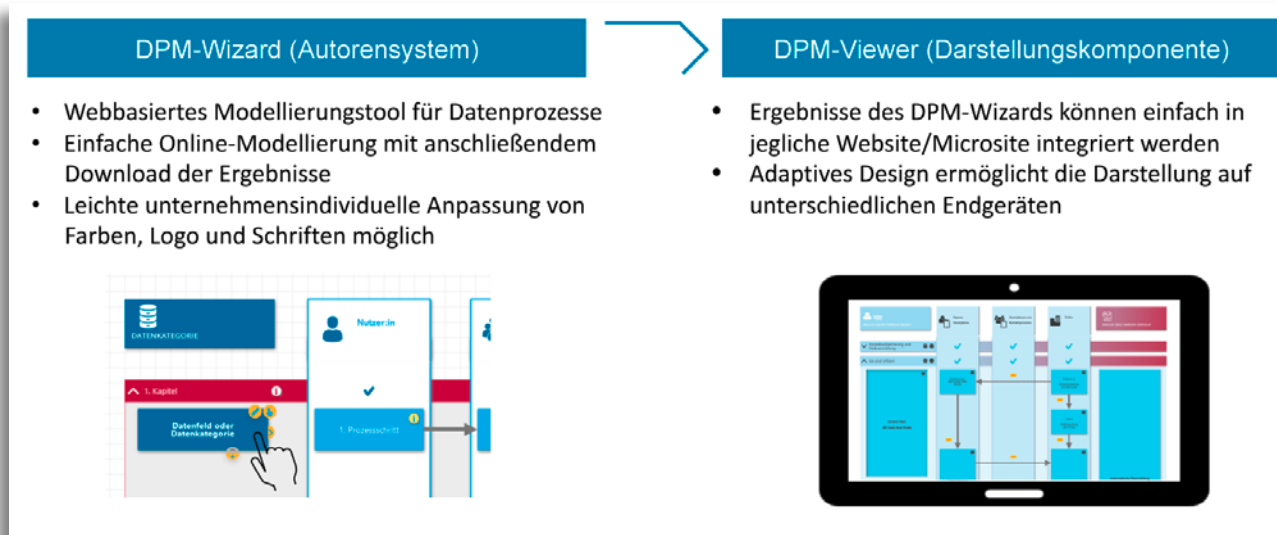 DPM-Wizard (Autorensystem)
• Webbasiertes Modellierungstool für Datenprozesse
• Einfache Online-Modellierung mit anschließendem
Download der Ergebnisse
• Leichte unternehmensindividuelle Anpassung von
Farben, Logo und Schriften möglich
DATENKATEGORIE
Nutzer:in
1. Kapitel
Datenfeld oder
Datenkategorie
1. Prozessschritt
DPM-Viewer (Darstellungskomponente)
• Ergebnisse des DPM-Wizards können einfach in
jegliche Website/Microsite integriert werden
• Adaptives Design ermöglicht die Darstellung auf
unterschiedlichen Endgeräten